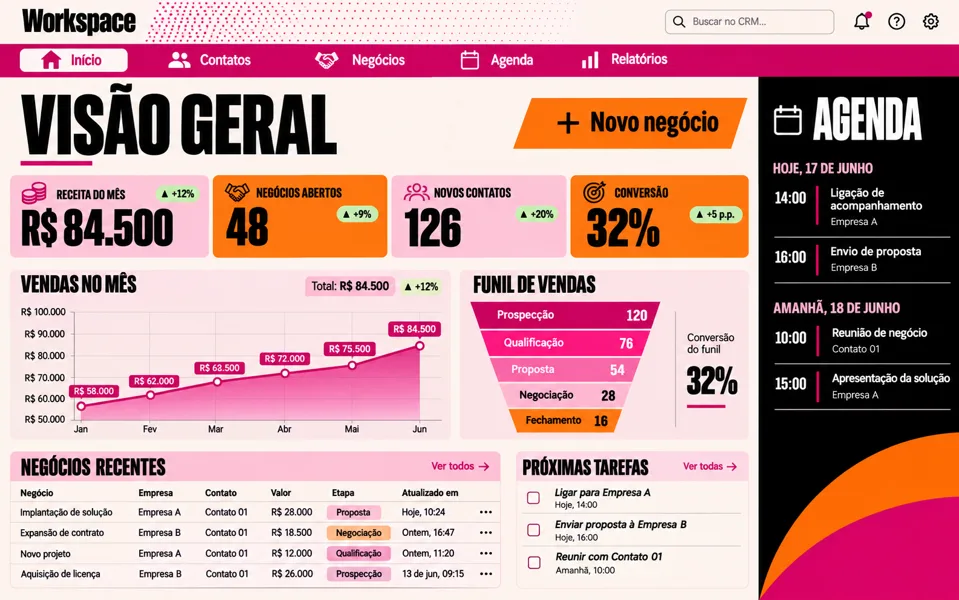 Workspace
Buscar no CRM...
Início
Contatos
Negócios
Agenda
Relatórios
VISÃO GERAL
+ Novo negócio
RECEITA DO MÊS
▲ +12%
R$ 84.500
NEGÓCIOS ABERTOS
48
▲ +9%
NOVOS CONTATOS
126
▲ +20%
CONVERSÃO
32%
▲ +5 p.p.
VENDAS NO MÊS
Total: R$ 84.500
▲ +12%
R$ 100.000
R$ 90.000
R$ 80.000
R$ 70.000
R$ 60.000
R$ 50.000
R$ 58.000
R$ 62.000
R$ 63.500
R$ 72.000
R$ 75.500
R$ 84.500
Jan
Fev
Mar
Abr
Mai
Jun
FUNIL DE VENDAS
Prospecção 120
Qualificação 76
Proposta 54
Negociação 28
Fechamento 16
Conversão
do funil
32%
NEGÓCIOS RECENTES
Ver todos →
Negócio Empresa Contato Valor Etapa Atualizado em
Implantação de solução Empresa A Contato 01 R$ 28.000 Proposta Hoje, 10:24
Expansão de contrato Empresa B Contato 01 R$ 18.500 Negociação Ontem, 16:47
Novo projeto Empresa A Contato 01 R$ 12.000 Qualificação Ontem, 11:20
Aquisição de licença Empresa B Contato 01 R$ 26.000 Prospecção 13 de jun, 09:15
PRÓXIMAS TAREFAS
Ver todas →
Ligar para Empresa A
Hoje, 14:00
Enviar proposta à Empresa B
Hoje, 16:00
Reunir com Contato 01
Amanhã, 10:00
AGENDA
HOJE, 17 DE JUNHO
14:00
Ligação de
acompanhamento
Empresa A
16:00
Envio de proposta
Empresa B
AMANHÃ, 18 DE JUNHO
10:00
Reunião de negócio
Contato 01
15:00
Apresentação da solução
Empresa A